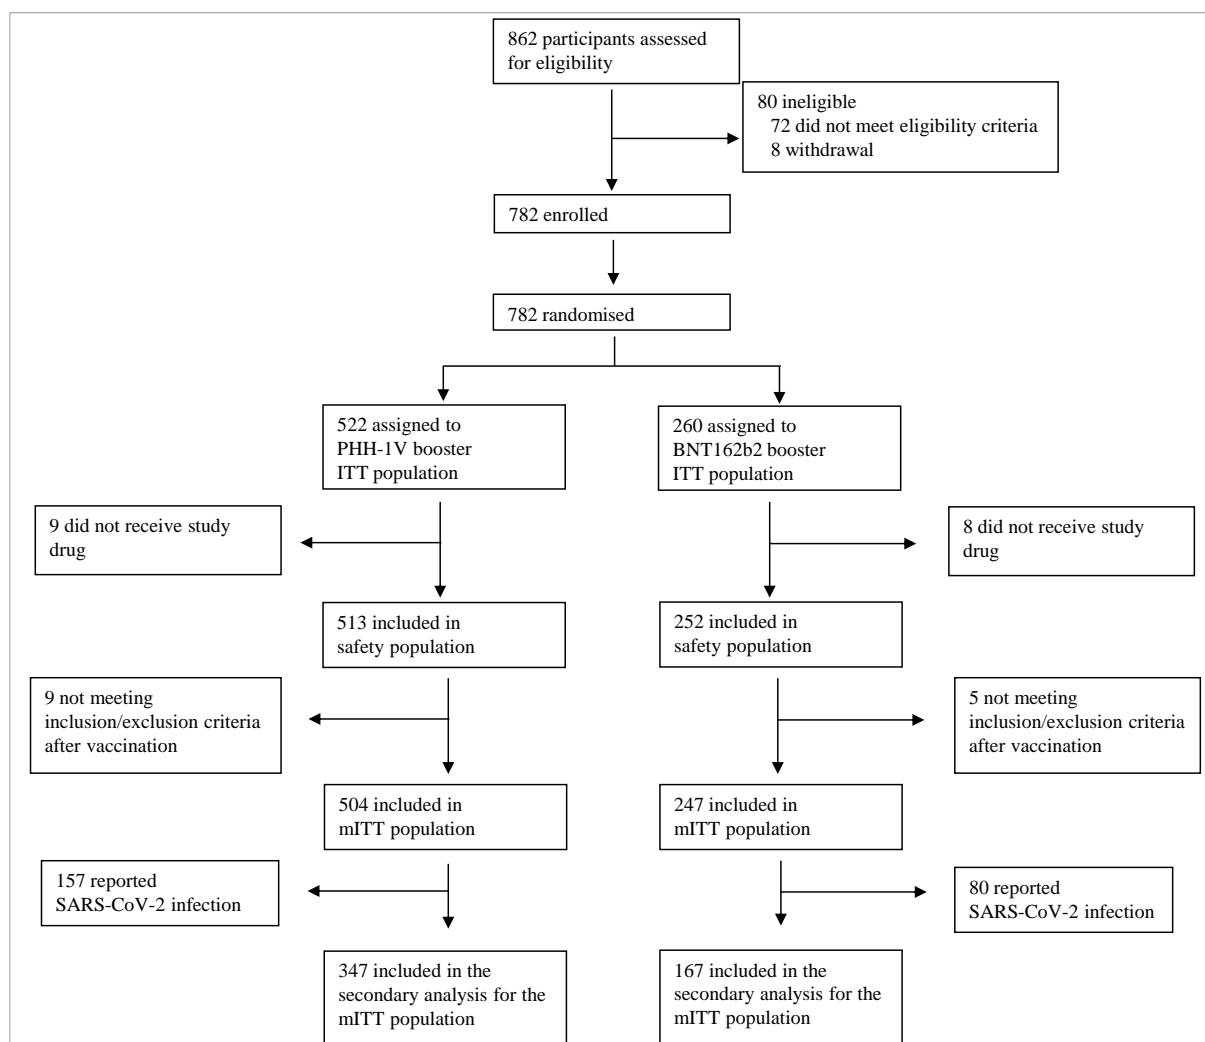 862 participants assessed
for eligibility
80 ineligible
72 did not meet eligibility criteria
8 withdrawal
782 enrolled
782 randomised
522 assigned to
PHH-1V booster
ITT population
260 assigned to
BNT162b2 booster
ITT population
9 did not receive study
drug
8 did not receive study
drug
513 included in
safety population
252 included in
safety population
9 not meeting
inclusion/exclusion criteria
after vaccination
5 not meeting
inclusion/exclusion criteria
after vaccination
504 included in
mITT population
247 included in
mITT population
157 reported
SARS-CoV-2 infection
80 reported
SARS-CoV-2 infection
347 included in the
secondary analysis for the
mITT population
167 included in the
secondary analysis for the
mITT population